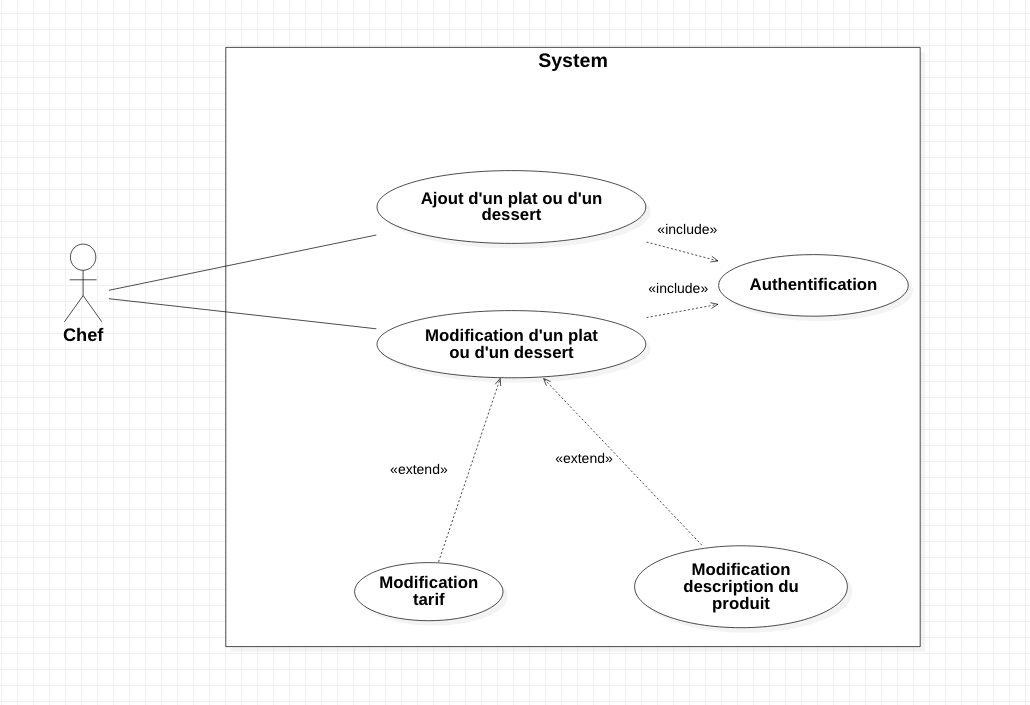 System
Ajout d'un plat ou d'un
dessert
«include»
Authentification
«include»
Chef
Modification d'un plat
ou d'un dessert
«extend»
«extend»
Modification
tarif
Modification
description du
produit